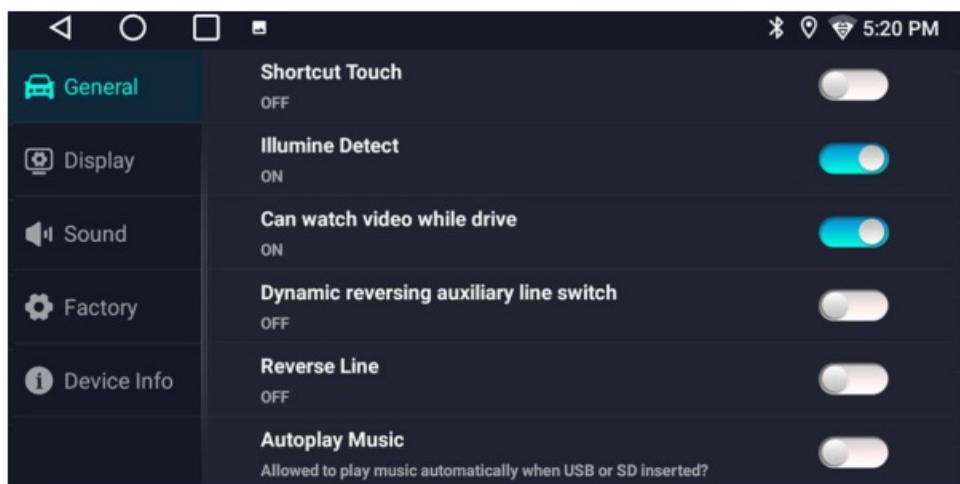 5:20 PM
General
Display
Sound
Factory
Device Info
Shortcut Touch
OFF
Illumine Detect
ON
Can watch video while drive
ON
Dynamic reversing auxiliary line switch
OFF
Reverse Line
OFF
Autoplay Music
Allowed to play music automatically when USB or SD inserted?